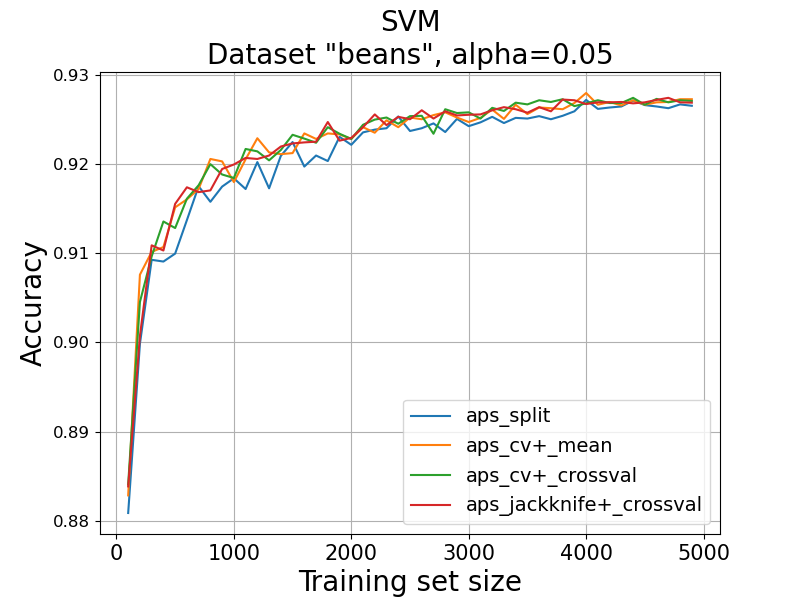 SVM
Dataset "beans", alpha=0.05
Accuracy
0.93
0.92
0.91
0.90
0.89
0.88
aps_split
aps_cv+_mean
aps_cv+_crossval
aps_jackknife+_crossval
0 1000 2000 3000 4000 5000
Training set size